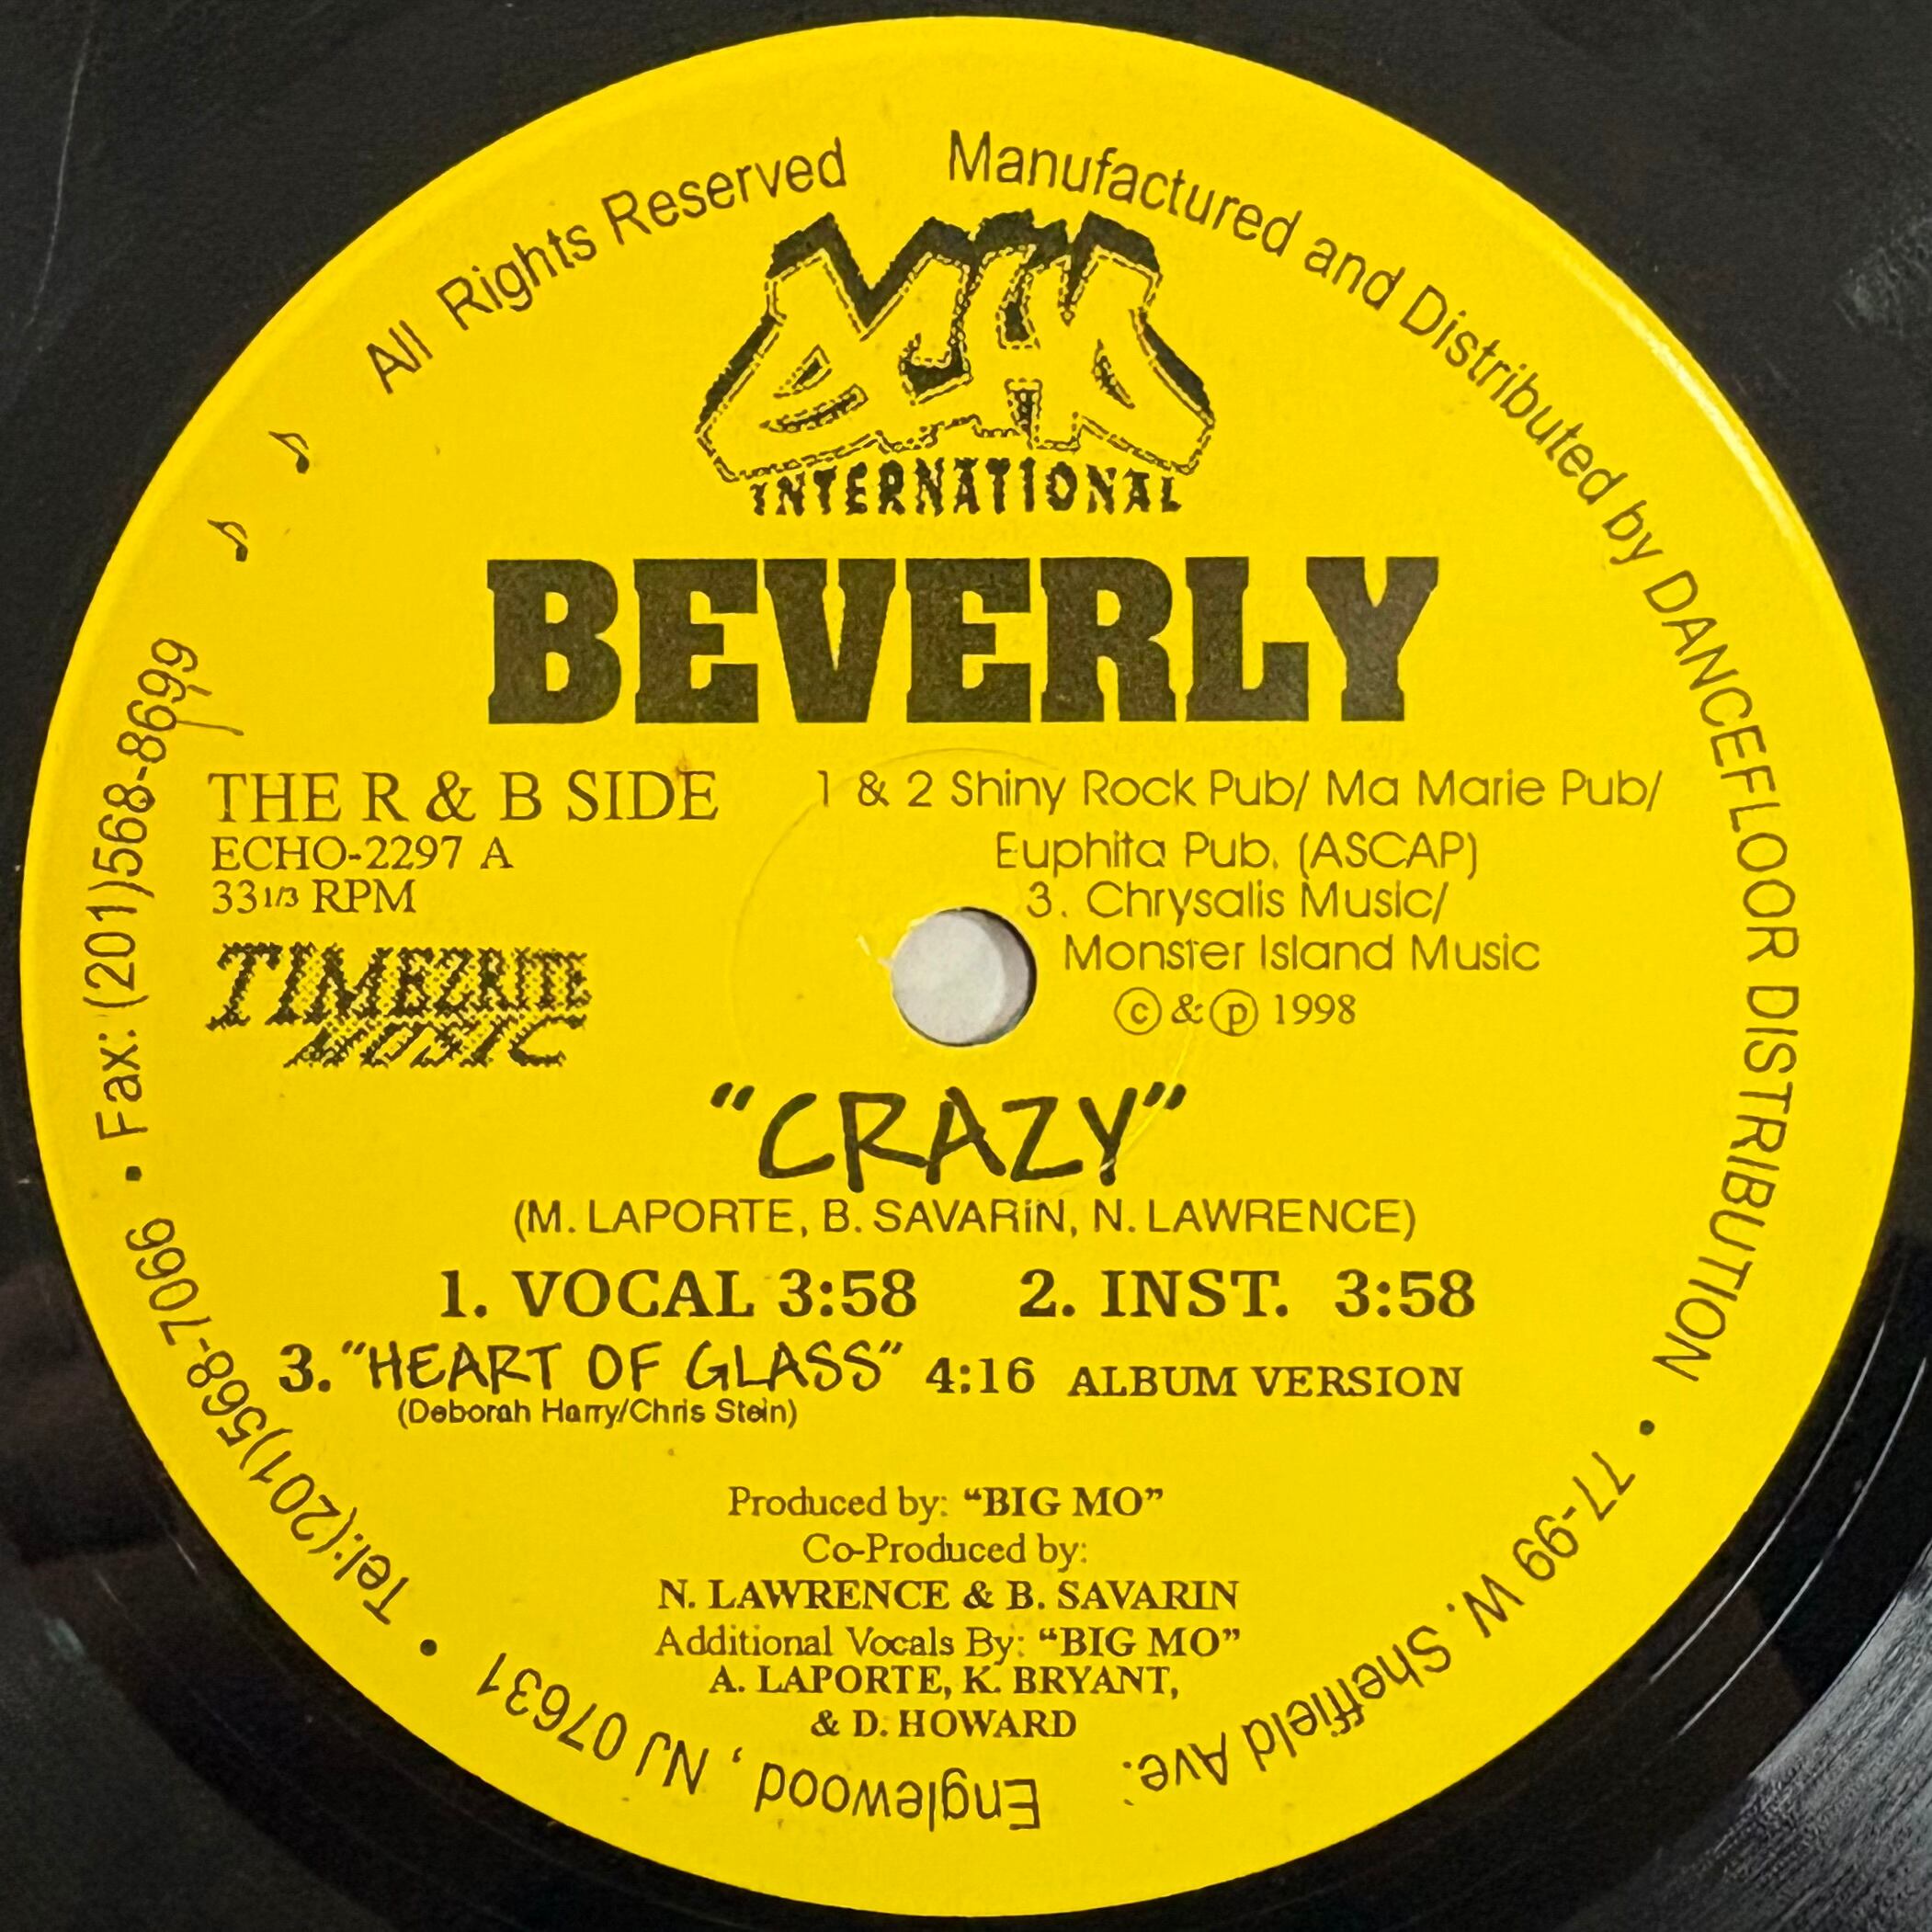 All Rights Reserved
Manufactured and Distributed by DANCEFLOOR DISTRIBUTION • 77-99 W. Sheffield Ave. Englewood, NJ 07631 • Tel:(201)568-7066 • Fax:(201)568-8699
ECHO
INTERNATIONAL
BEVERLY
THE R & B SIDE
ECHO-2297 A
33 1/3 RPM
TIMEZRITE
MUSIC
1 & 2 Shiny Rock Pub/ Ma Marie Pub/
Euphita Pub. (ASCAP)
3. Chrysalis Music/
Monster Island Music
© & ℗ 1998
"CRAZY"
(M. LAPORTE, B. SAVARIN, N. LAWRENCE)
1. VOCAL 3:58 2. INST. 3:58
3. "HEART OF GLASS" 4:16 ALBUM VERSION
(Deborah Harry/Chris Stein)
Produced by: "BIG MO"
Co-Produced by:
N. LAWRENCE & B. SAVARIN
Additional Vocals By: "BIG MO"
A. LAPORTE, K. BRYANT,
& D. HOWARD